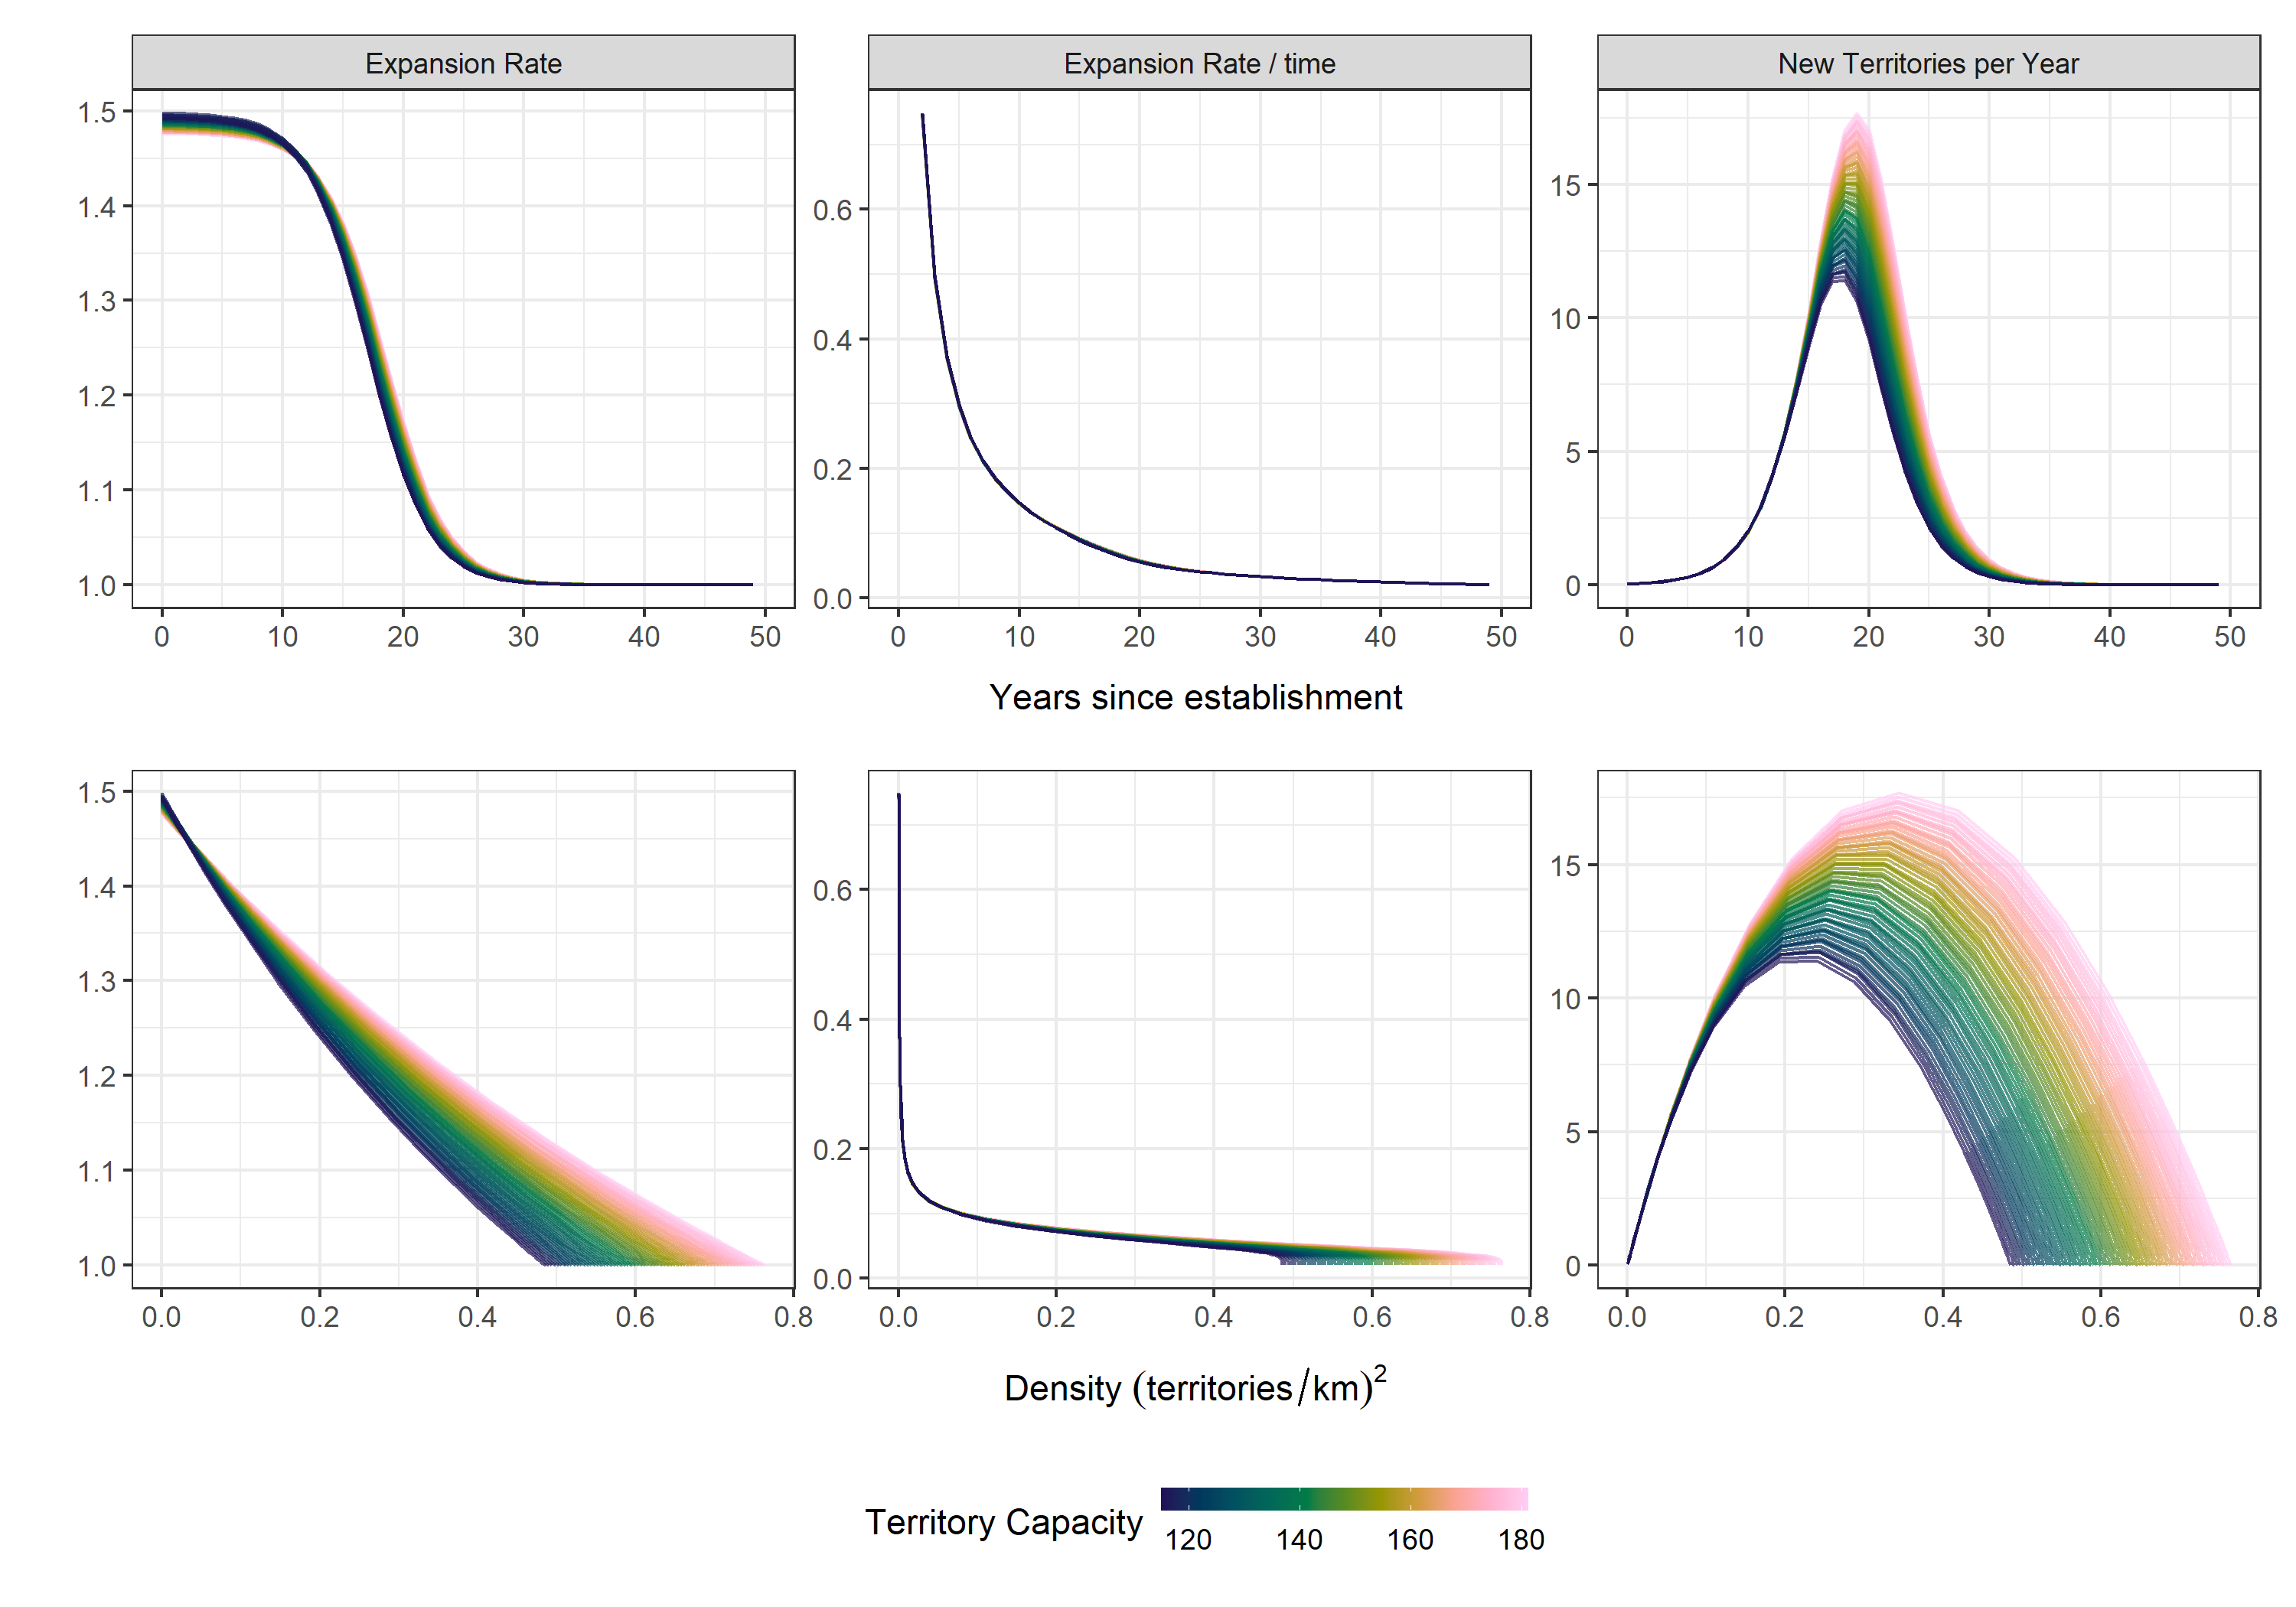 Expansion Rate
Expansion Rate / time
New Territories per Year
1.5
1.4
1.3
1.2
1.1
1.0
0 10 20 30 40 50
0.6
0.4
0.2
0.0
0 10 20 30 40 50
15
10
5
0
0 10 20 30 40 50
Years since establishment
1.5
1.4
1.3
1.2
1.1
1.0
0.0 0.2 0.4 0.6 0.8
0.6
0.4
0.2
0.0
0.0 0.2 0.4 0.6 0.8
15
10
5
0
0.0 0.2 0.4 0.6 0.8
Density (territories/km)²
Territory Capacity
120 140 160 180